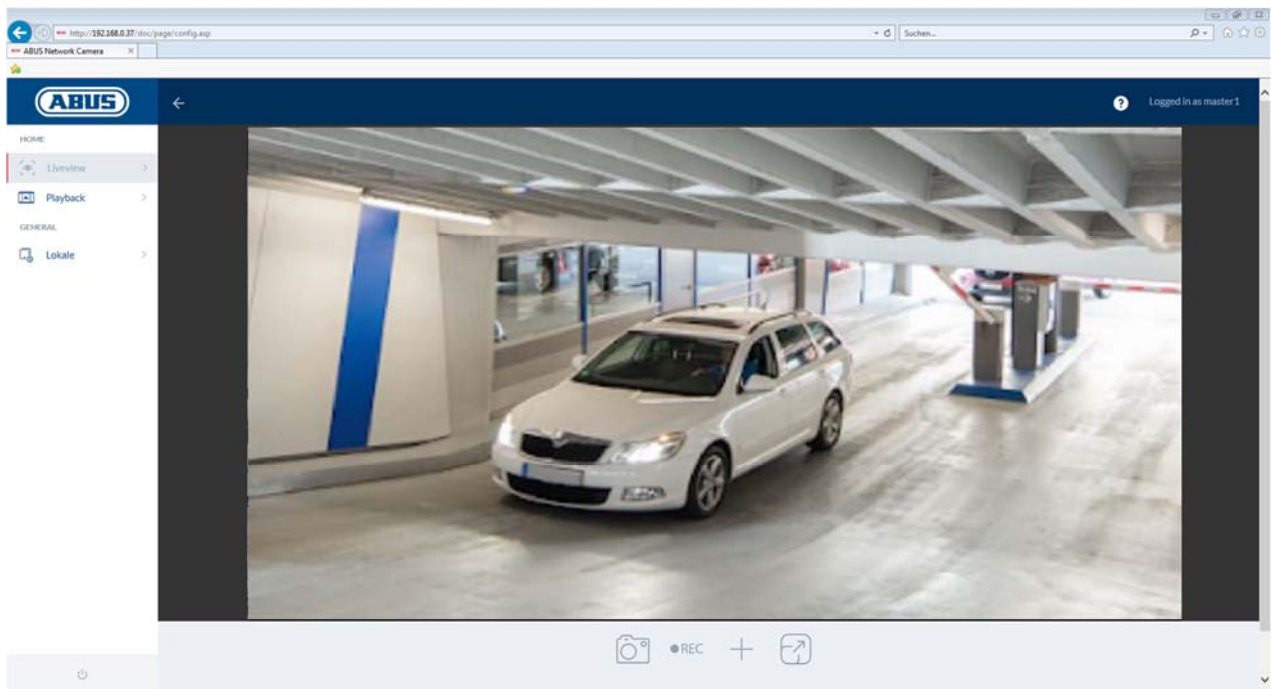 http://192.168.0.37/doc/page/config.asp
Suchen...
ABUS Network Camera
ABUS
Logged in as master1
HOME
Liveview
Playback
GENERAL
Lokale
REC